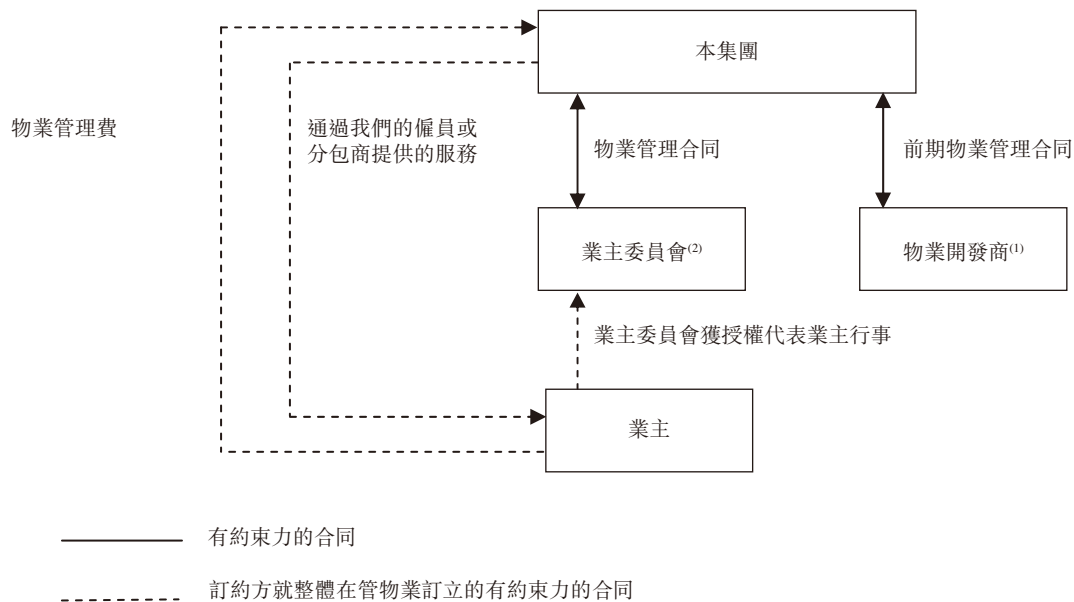 本集團
物業管理費
通過我們的僱員或
分包商提供的服務
物業管理合同
前期物業管理合同
業主委員會(2)
物業開發商(1)
業主委員會獲授權代表業主行事
業主
有約束力的合同
訂約方就整體在管物業訂立的有約束力的合同